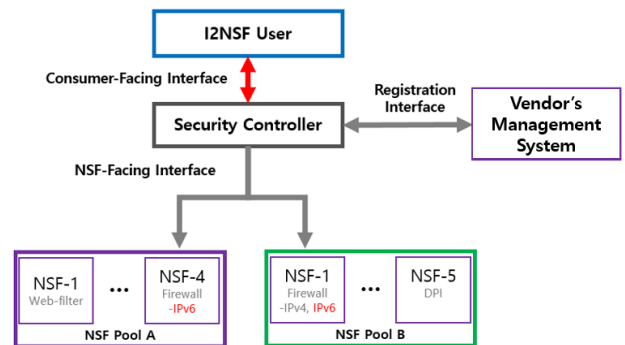 I2NSF User
Consumer-Facing Interface
Registration
Interface
Vendor's
Management
System
Security Controller
NSF-Facing Interface
NSF-1
Web-filter
...
NSF-4
Firewall
-IPv6
NSF Pool A
NSF-1
Firewall
-IPv4, IPv6
...
NSF-5
DPI
NSF Pool B